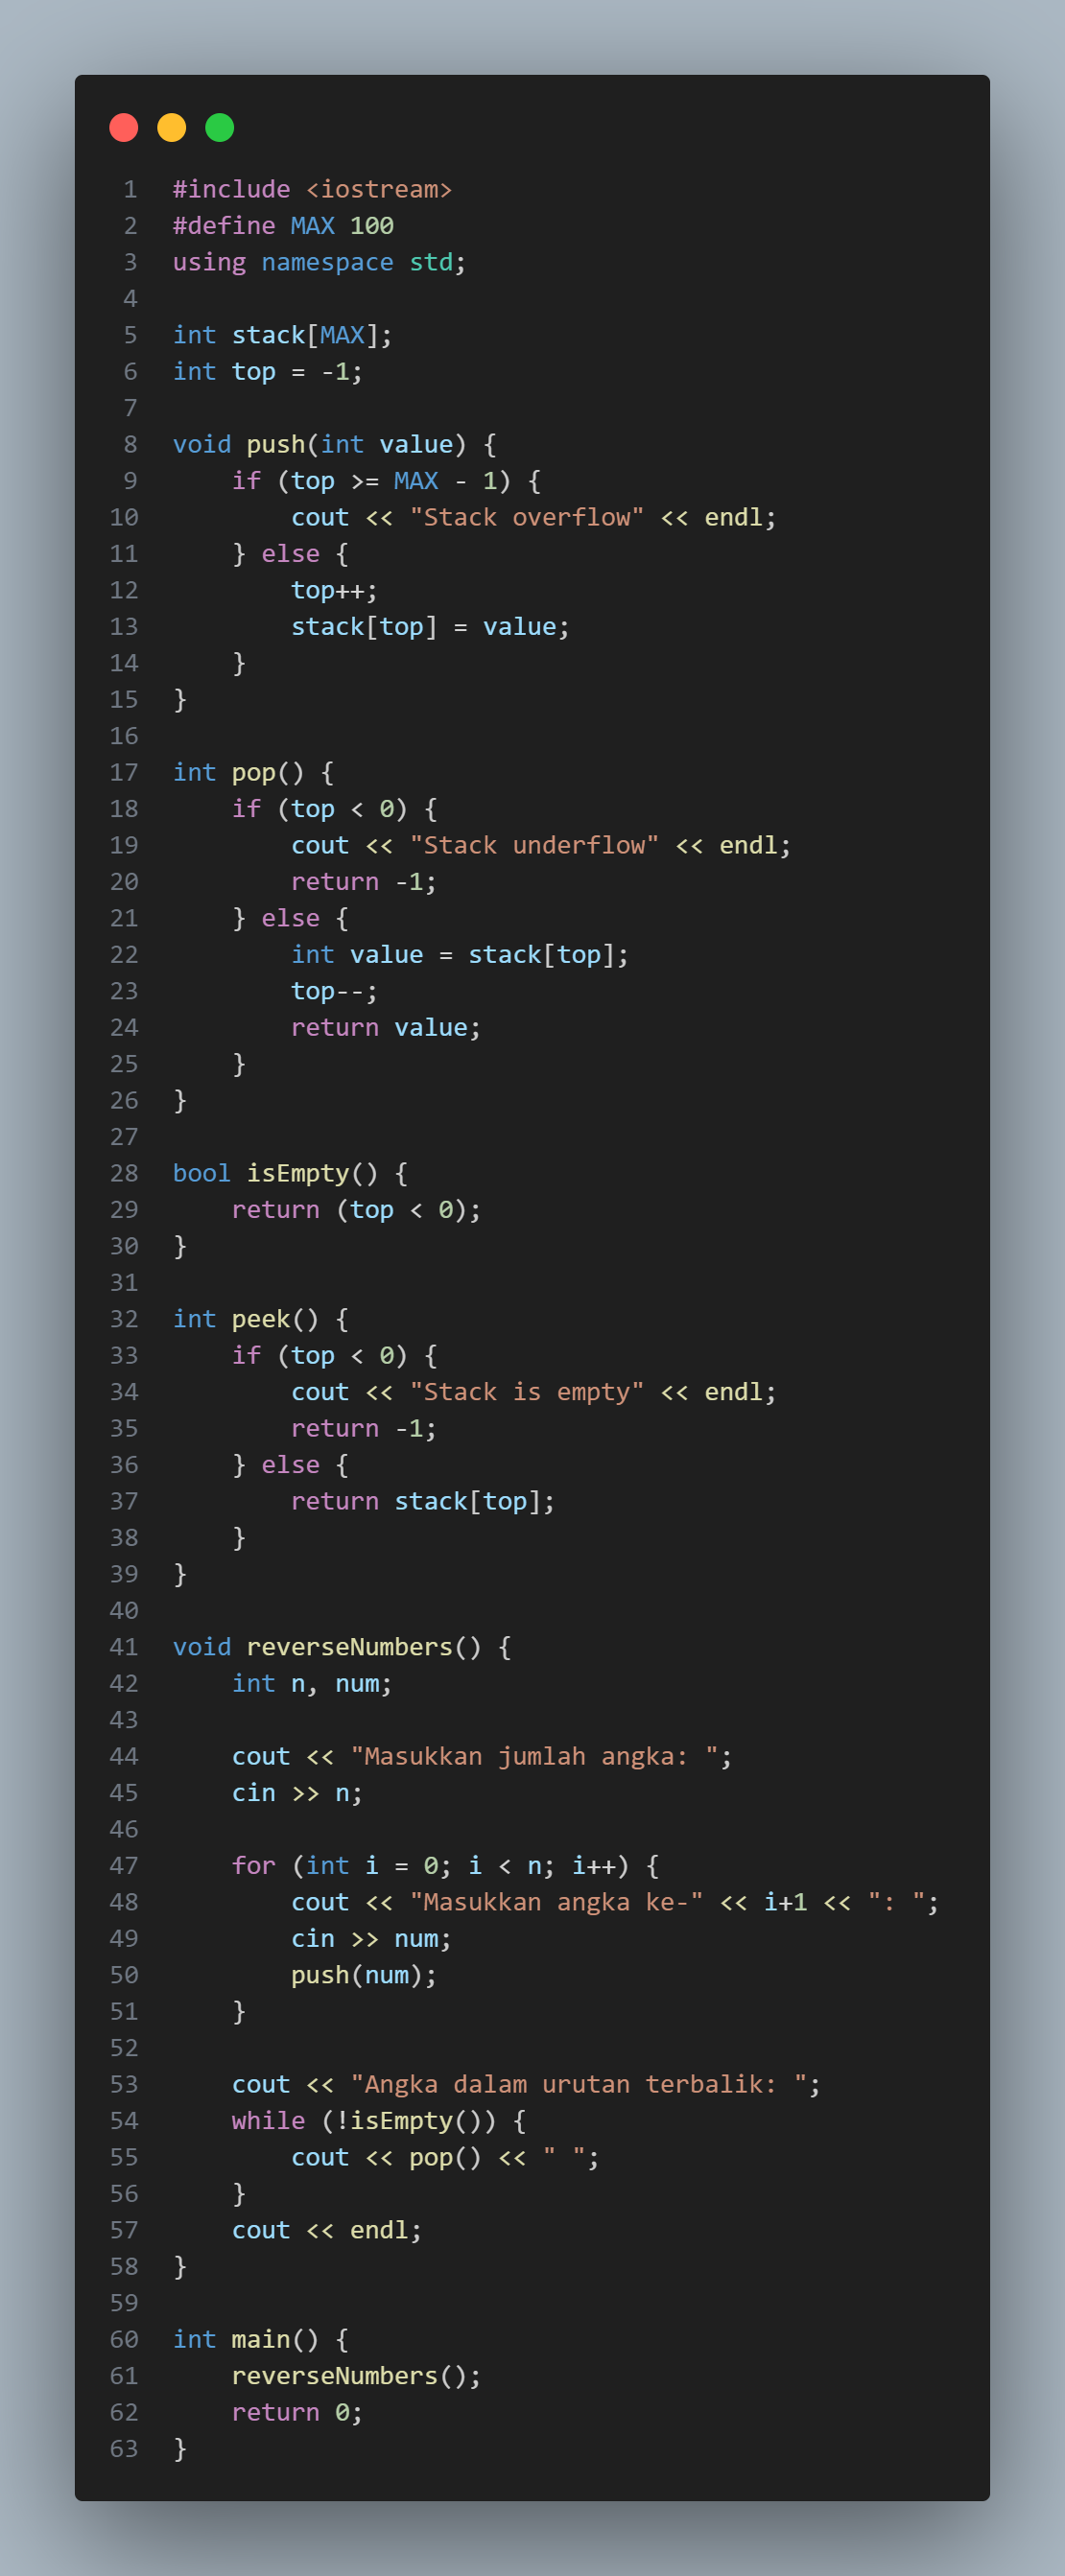 1 #include <iostream>
2 #define MAX 100
3 using namespace std;
4
5 int stack[MAX];
6 int top = -1;
7
8 void push(int value) {
9     if (top >= MAX - 1) {
10         cout << "Stack overflow" << endl;
11     } else {
12         top++;
13         stack[top] = value;
14     }
15 }
16
17 int pop() {
18     if (top < 0) {
19         cout << "Stack underflow" << endl;
20         return -1;
21     } else {
22         int value = stack[top];
23         top--;
24         return value;
25     }
26 }
27
28 bool isEmpty() {
29     return (top < 0);
30 }
31
32 int peek() {
33     if (top < 0) {
34         cout << "Stack is empty" << endl;
35         return -1;
36     } else {
37         return stack[top];
38     }
39 }
40
41 void reverseNumbers() {
42     int n, num;
43
44     cout << "Masukkan jumlah angka: ";
45     cin >> n;
46
47     for (int i = 0; i < n; i++) {
48         cout << "Masukkan angka ke-" << i+1 << ": ";
49         cin >> num;
50         push(num);
51     }
52
53     cout << "Angka dalam urutan terbalik: ";
54     while (!isEmpty()) {
55         cout << pop() << " ";
56     }
57     cout << endl;
58 }
59
60 int main() {
61     reverseNumbers();
62     return 0;
63 }